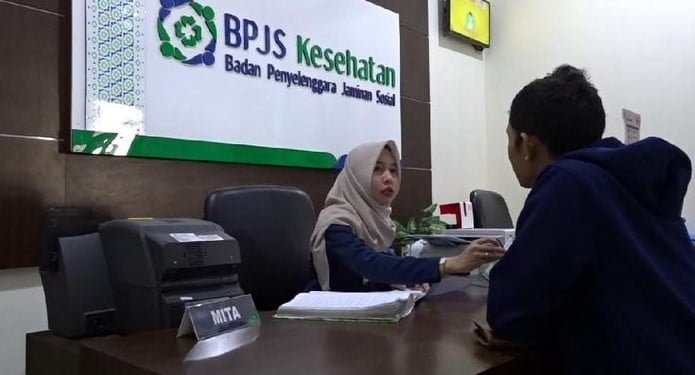 BPJS Kesehatan
Badan Penyelenggara Jaminan Sosial
MITA